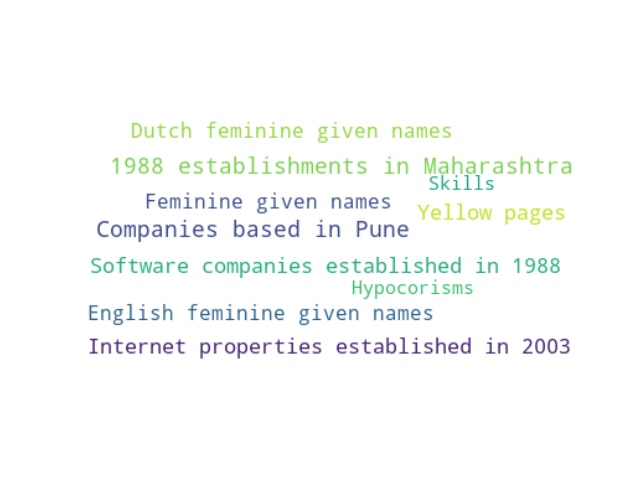 Dutch feminine given names
1988 establishments in Maharashtra
Skills
Feminine given names
Yellow pages
Companies based in Pune
Software companies established in 1988
Hypocorisms
English feminine given names
Internet properties established in 2003